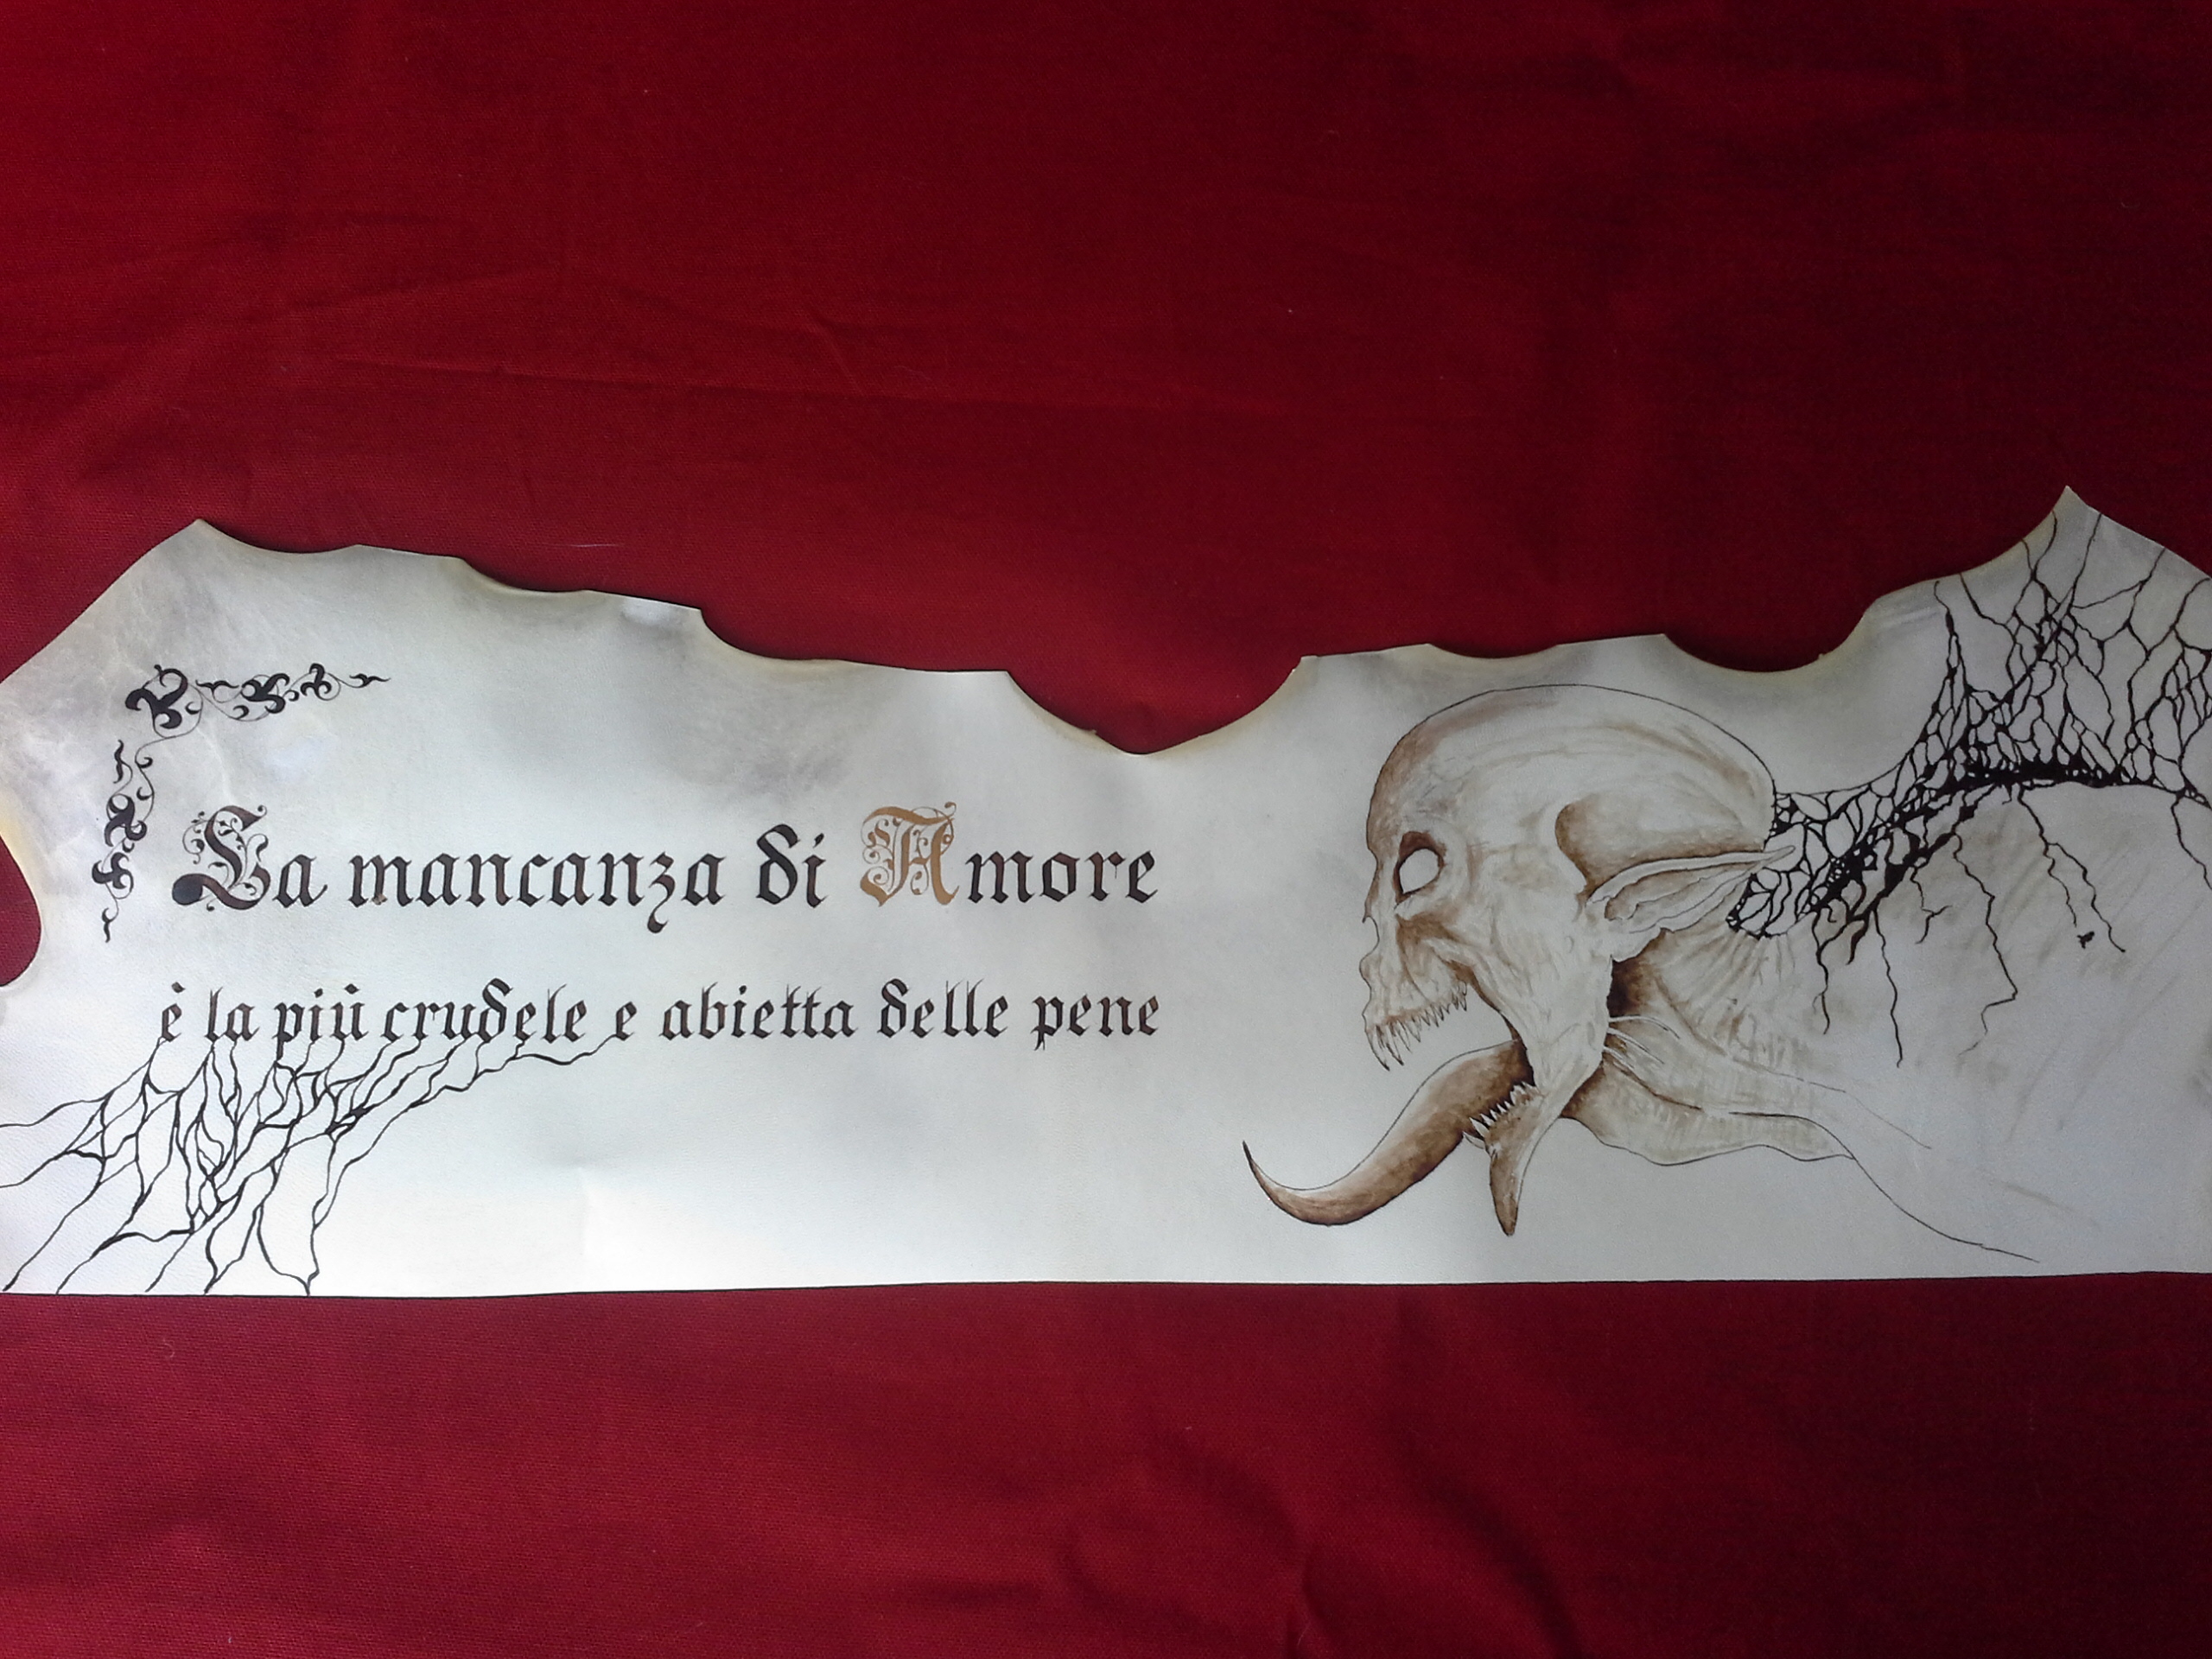 La mancanza di Amore
è la più crudele e abietta delle pene